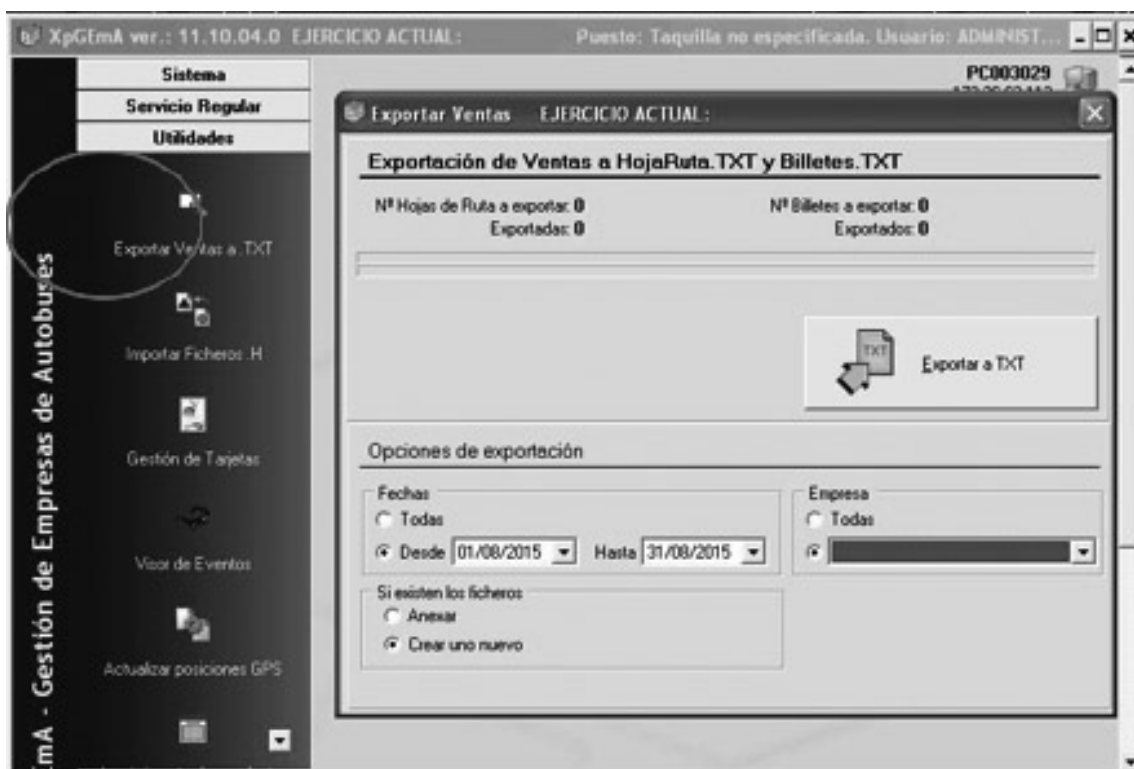 XpGEmA ver.: 11.10.04.0 EJERCICIO ACTUAL: Puesto: Taquilla no especificada. Usuario: ADMINIST...
Sistema
Servicio Regular
Utilidades
PC003029
Exportar Ventas a .TXT
Importar Ficheros .H
Gestión de Tarjetas
Visor de Eventos
Actualizar posiciones GPS
EmA - Gestión de Empresas de Autobuses
Exportar Ventas EJERCICIO ACTUAL:
Exportación de Ventas a HojaRuta.TXT y Billetes.TXT
Nº Hojas de Ruta a exportar: 0 Nº Billetes a exportar: 0
Exportadas: 0 Exportados: 0
TXT
Exportar a TXT
Opciones de exportación
Fechas
Todas
Desde 01/08/2015 Hasta 31/08/2015
Empresa
Todas
Si existen los ficheros
Anexar
Crear uno nuevo